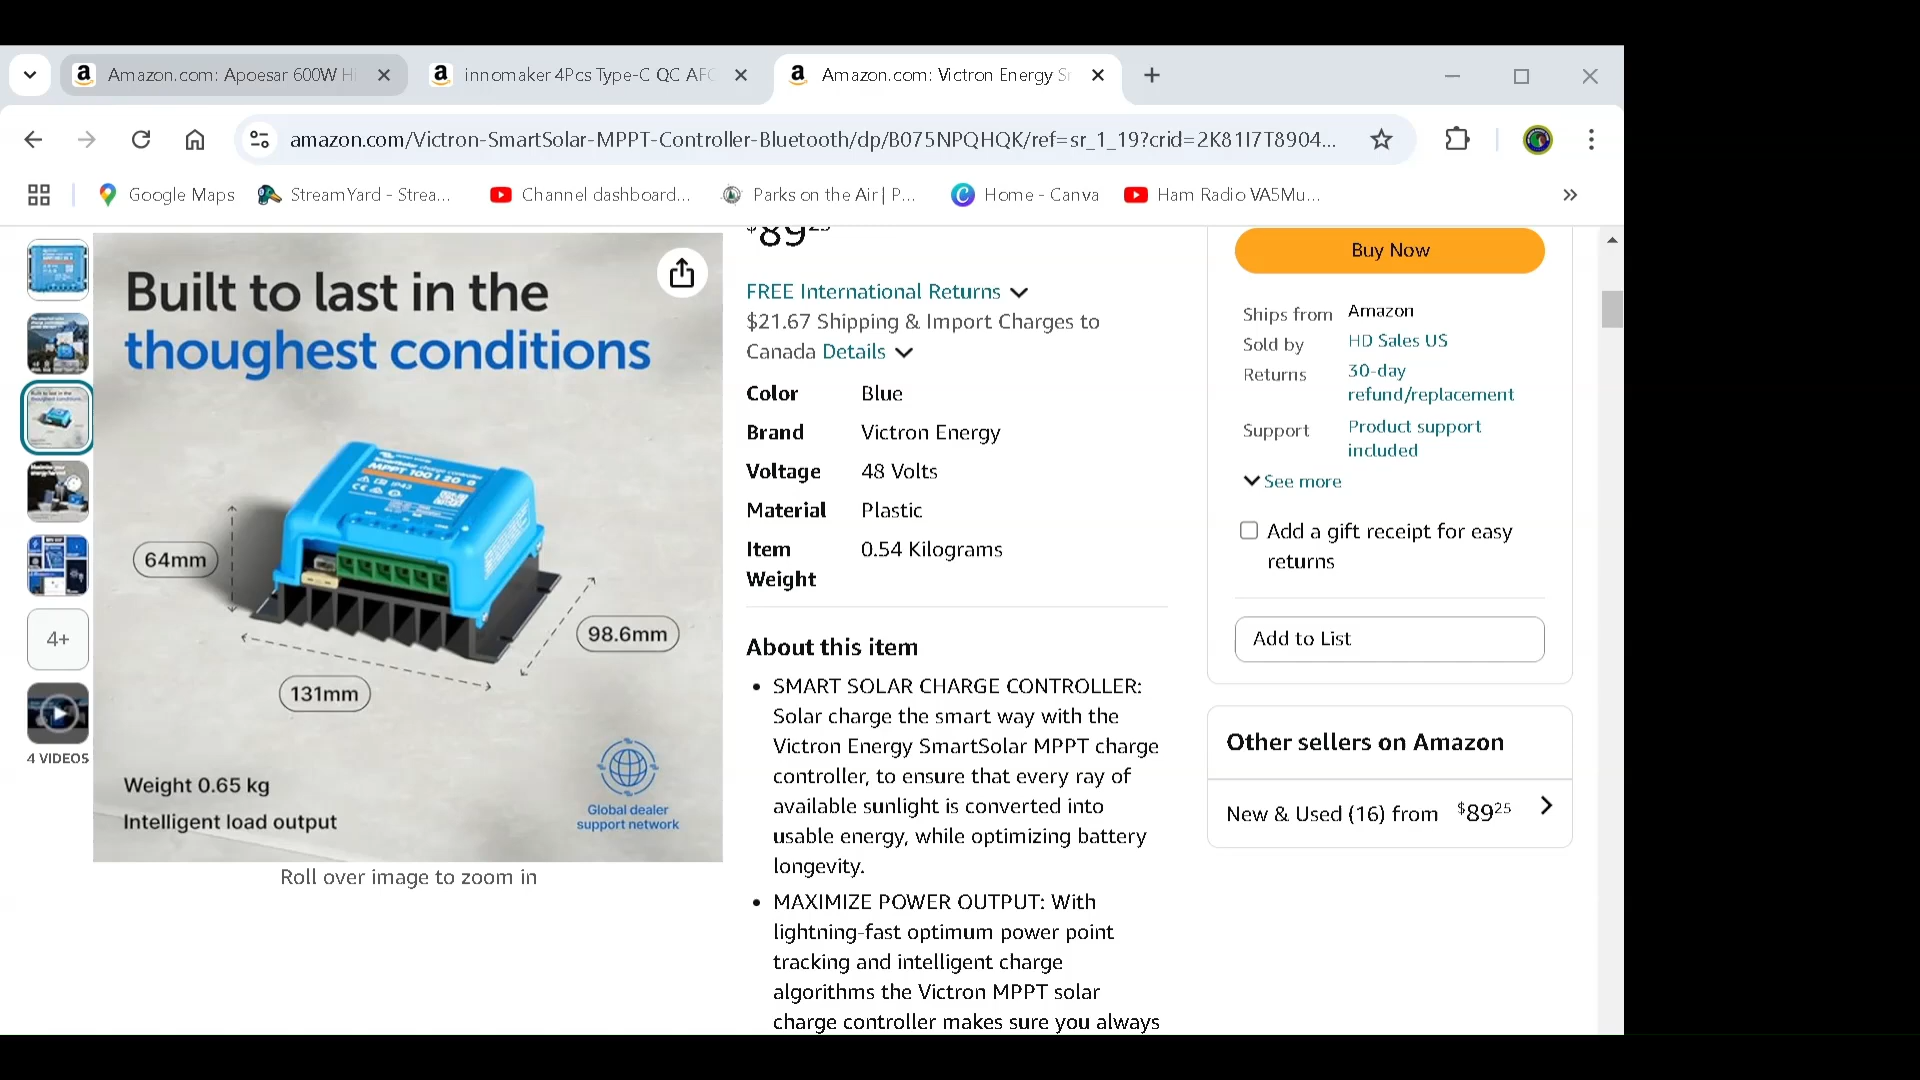 Amazon.com: Apoesar 600W Hi
innomaker 4Pcs Type-C QC AFC
Amazon.com: Victron Energy Sr
amazon.com/Victron-SmartSolar-MPPT-Controller-Bluetooth/dp/B075NPQHQK/ref=sr_1_19?crid=2K81I7T8904...
Google Maps
StreamYard - Strea...
Channel dashboard...
Parks on the Air | P...
Home - Canva
Ham Radio VA5Mu...
Built to last in the
thoughest conditions
MPPT 100 | 20
64mm
98.6mm
131mm
Weight 0.65 kg
Intelligent load output
Global dealer
support network
4+
4 VIDEOS
Roll over image to zoom in
$89 25
FREE International Returns
$21.67 Shipping & Import Charges to
Canada Details
Color Blue
Brand Victron Energy
Voltage 48 Volts
Material Plastic
Item 0.54 Kilograms
Weight
About this item
• SMART SOLAR CHARGE CONTROLLER:
Solar charge the smart way with the
Victron Energy SmartSolar MPPT charge
controller, to ensure that every ray of
available sunlight is converted into
usable energy, while optimizing battery
longevity.
• MAXIMIZE POWER OUTPUT: With
lightning-fast optimum power point
tracking and intelligent charge
algorithms the Victron MPPT solar
charge controller makes sure you always
Buy Now
Ships from Amazon
Sold by HD Sales US
Returns 30-day
refund/replacement
Support Product support
included
See more
Add a gift receipt for easy
returns
Add to List
Other sellers on Amazon
New & Used (16) from $89 25